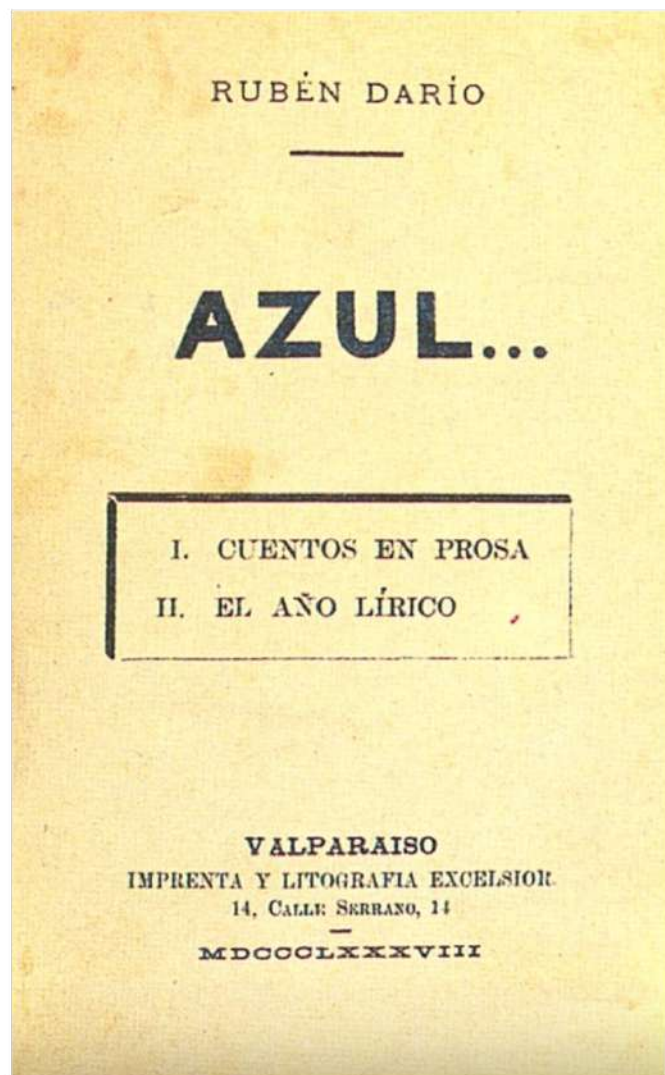 RUBÉN DARÍO
AZUL...
I. CUENTOS EN PROSA
II. EL AÑO LÍRICO
VALPARAISO
IMPRENTA Y LITOGRAFIA EXCELSIOR
14, CALLE SERRANO, 14
MDCCCLXXXVIII